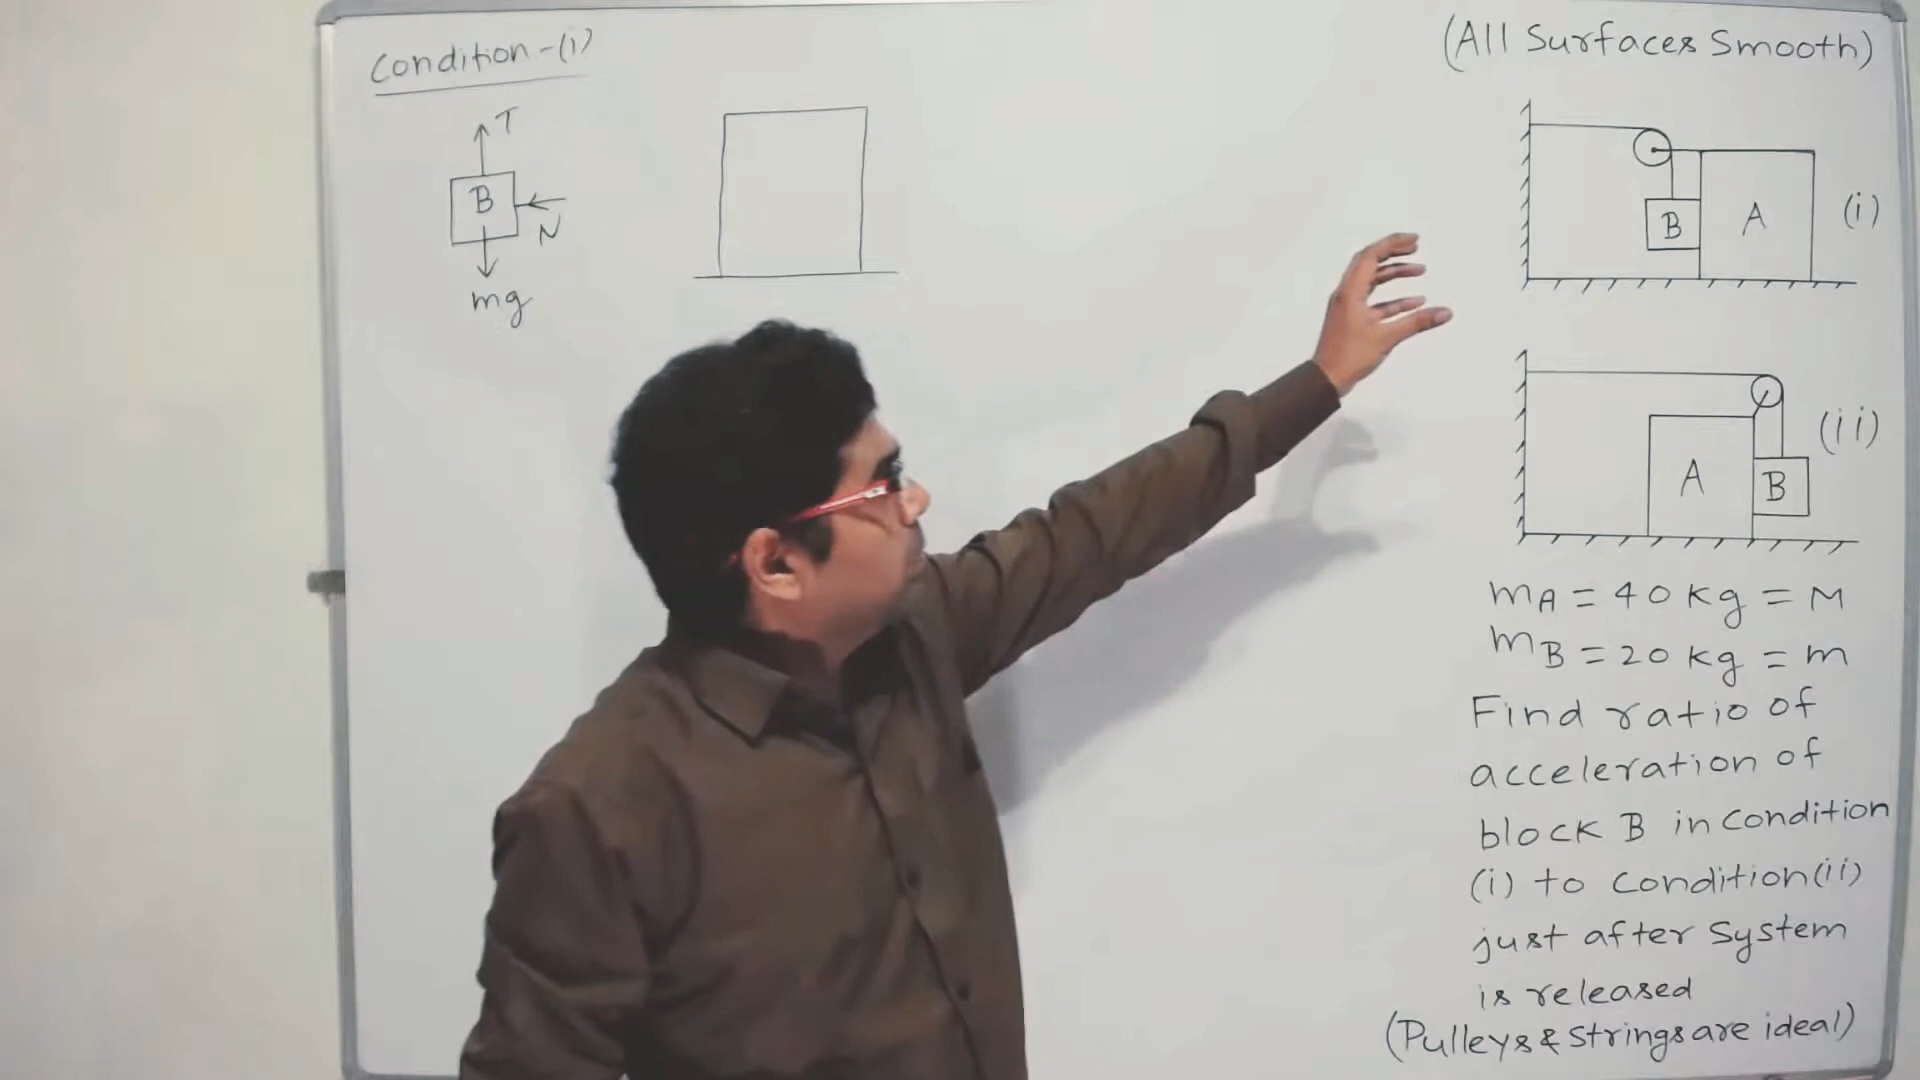 Condition-(i)
T
B
N
mg
(All Surfaces Smooth)
B
A
(i)
A
B
(ii)
mA = 40 kg = M
mB = 20 kg = m
Find ratio of
acceleration of
block B in condition
(i) to condition(ii)
just after system
is released
(Pulleys & strings are ideal)